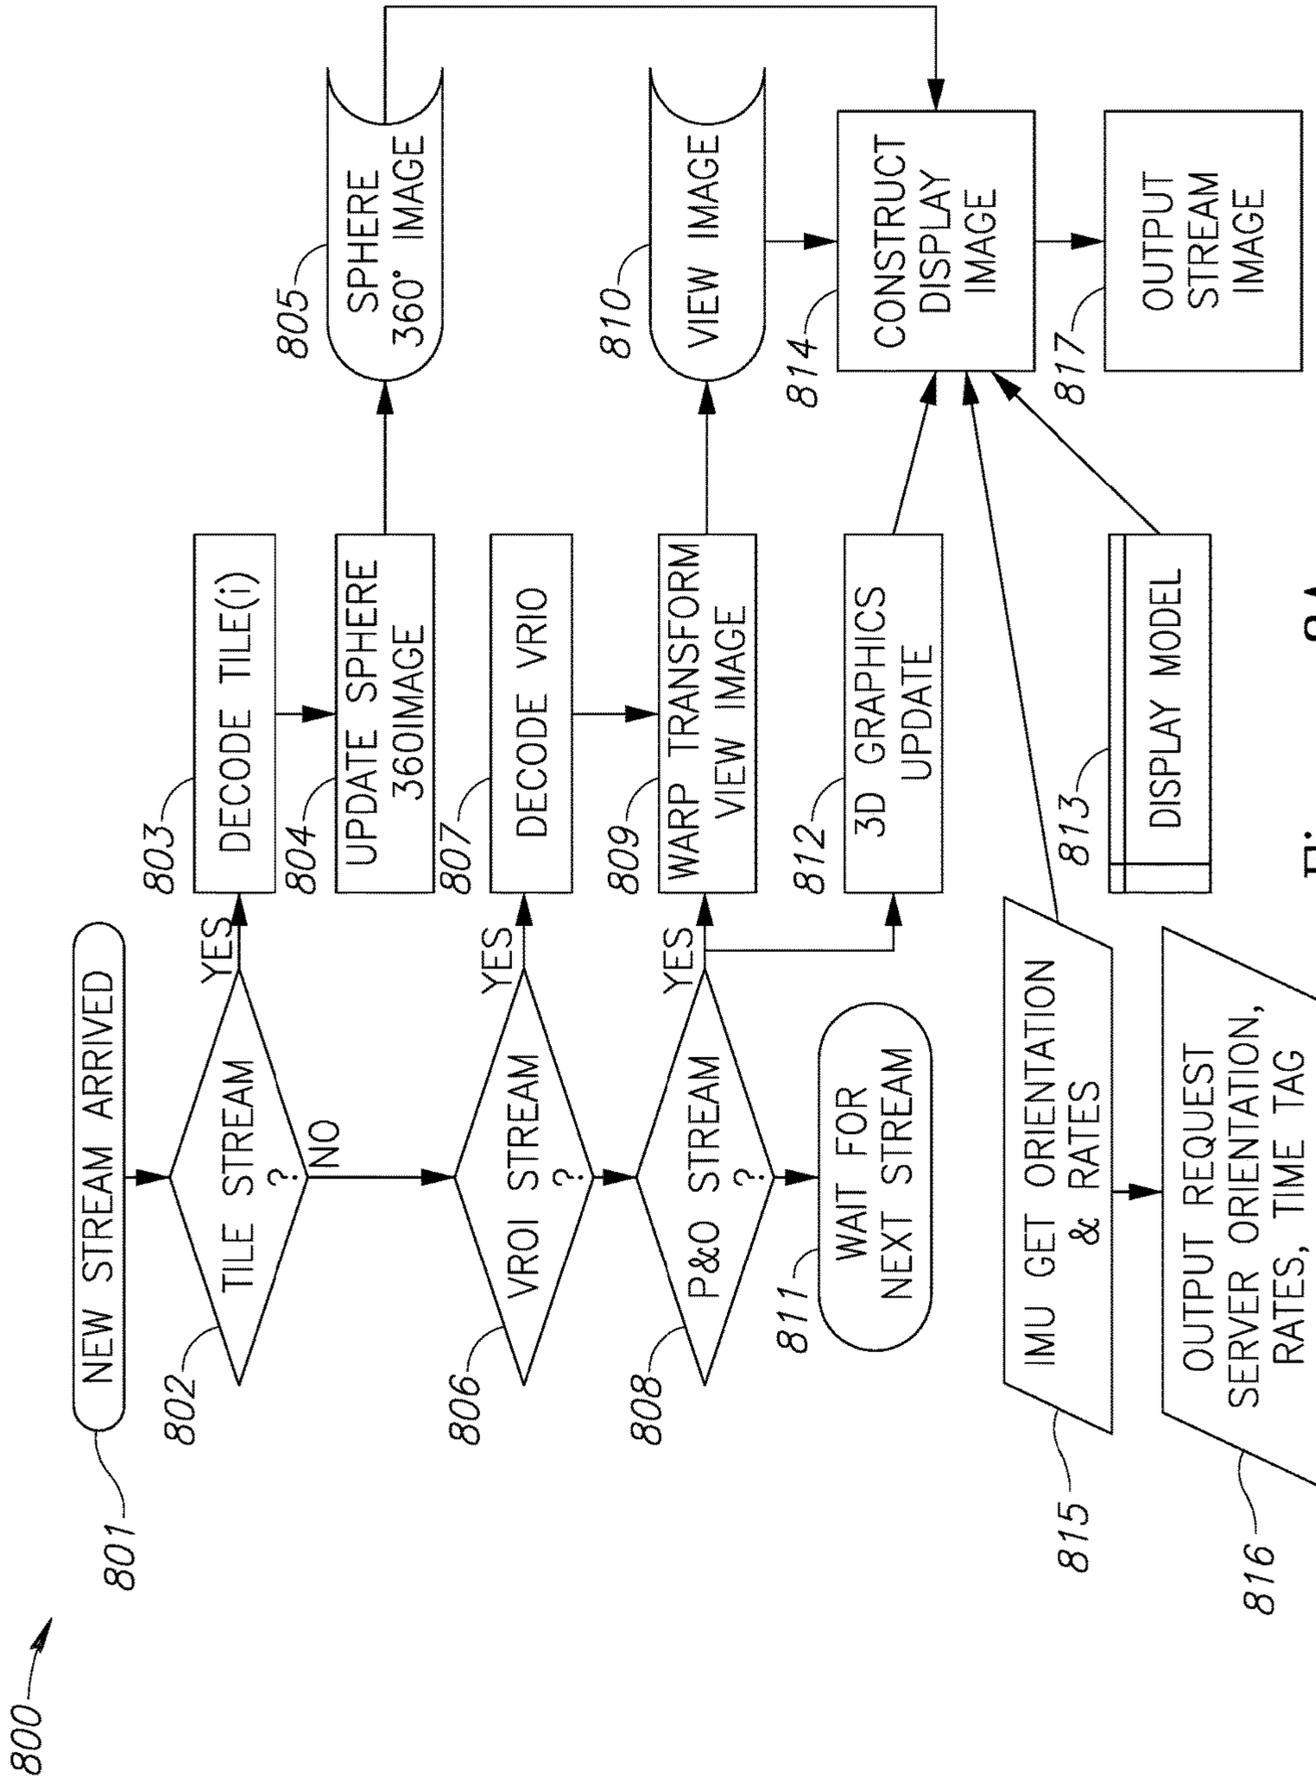 800
801
NEW STREAM ARRIVED
802
TILE STREAM
?
YES
NO
803
DECODE TILE(i)
804
UPDATE SPHERE
360IMAGE
805
SPHERE
360° IMAGE
806
VROI STREAM
?
YES
807
DECODE VRIO
808
P&O STREAM
?
YES
809
WARP TRANSFORM
VIEW IMAGE
810
VIEW IMAGE
811
WAIT FOR
NEXT STREAM
812
3D GRAPHICS
UPDATE
813
DISPLAY MODEL
814
CONSTRUCT
DISPLAY
IMAGE
815
IMU GET ORIENTATION
& RATES
816
OUTPUT REQUEST
SERVER ORIENTATION,
RATES, TIME TAG
817
OUTPUT
STREAM
IMAGE